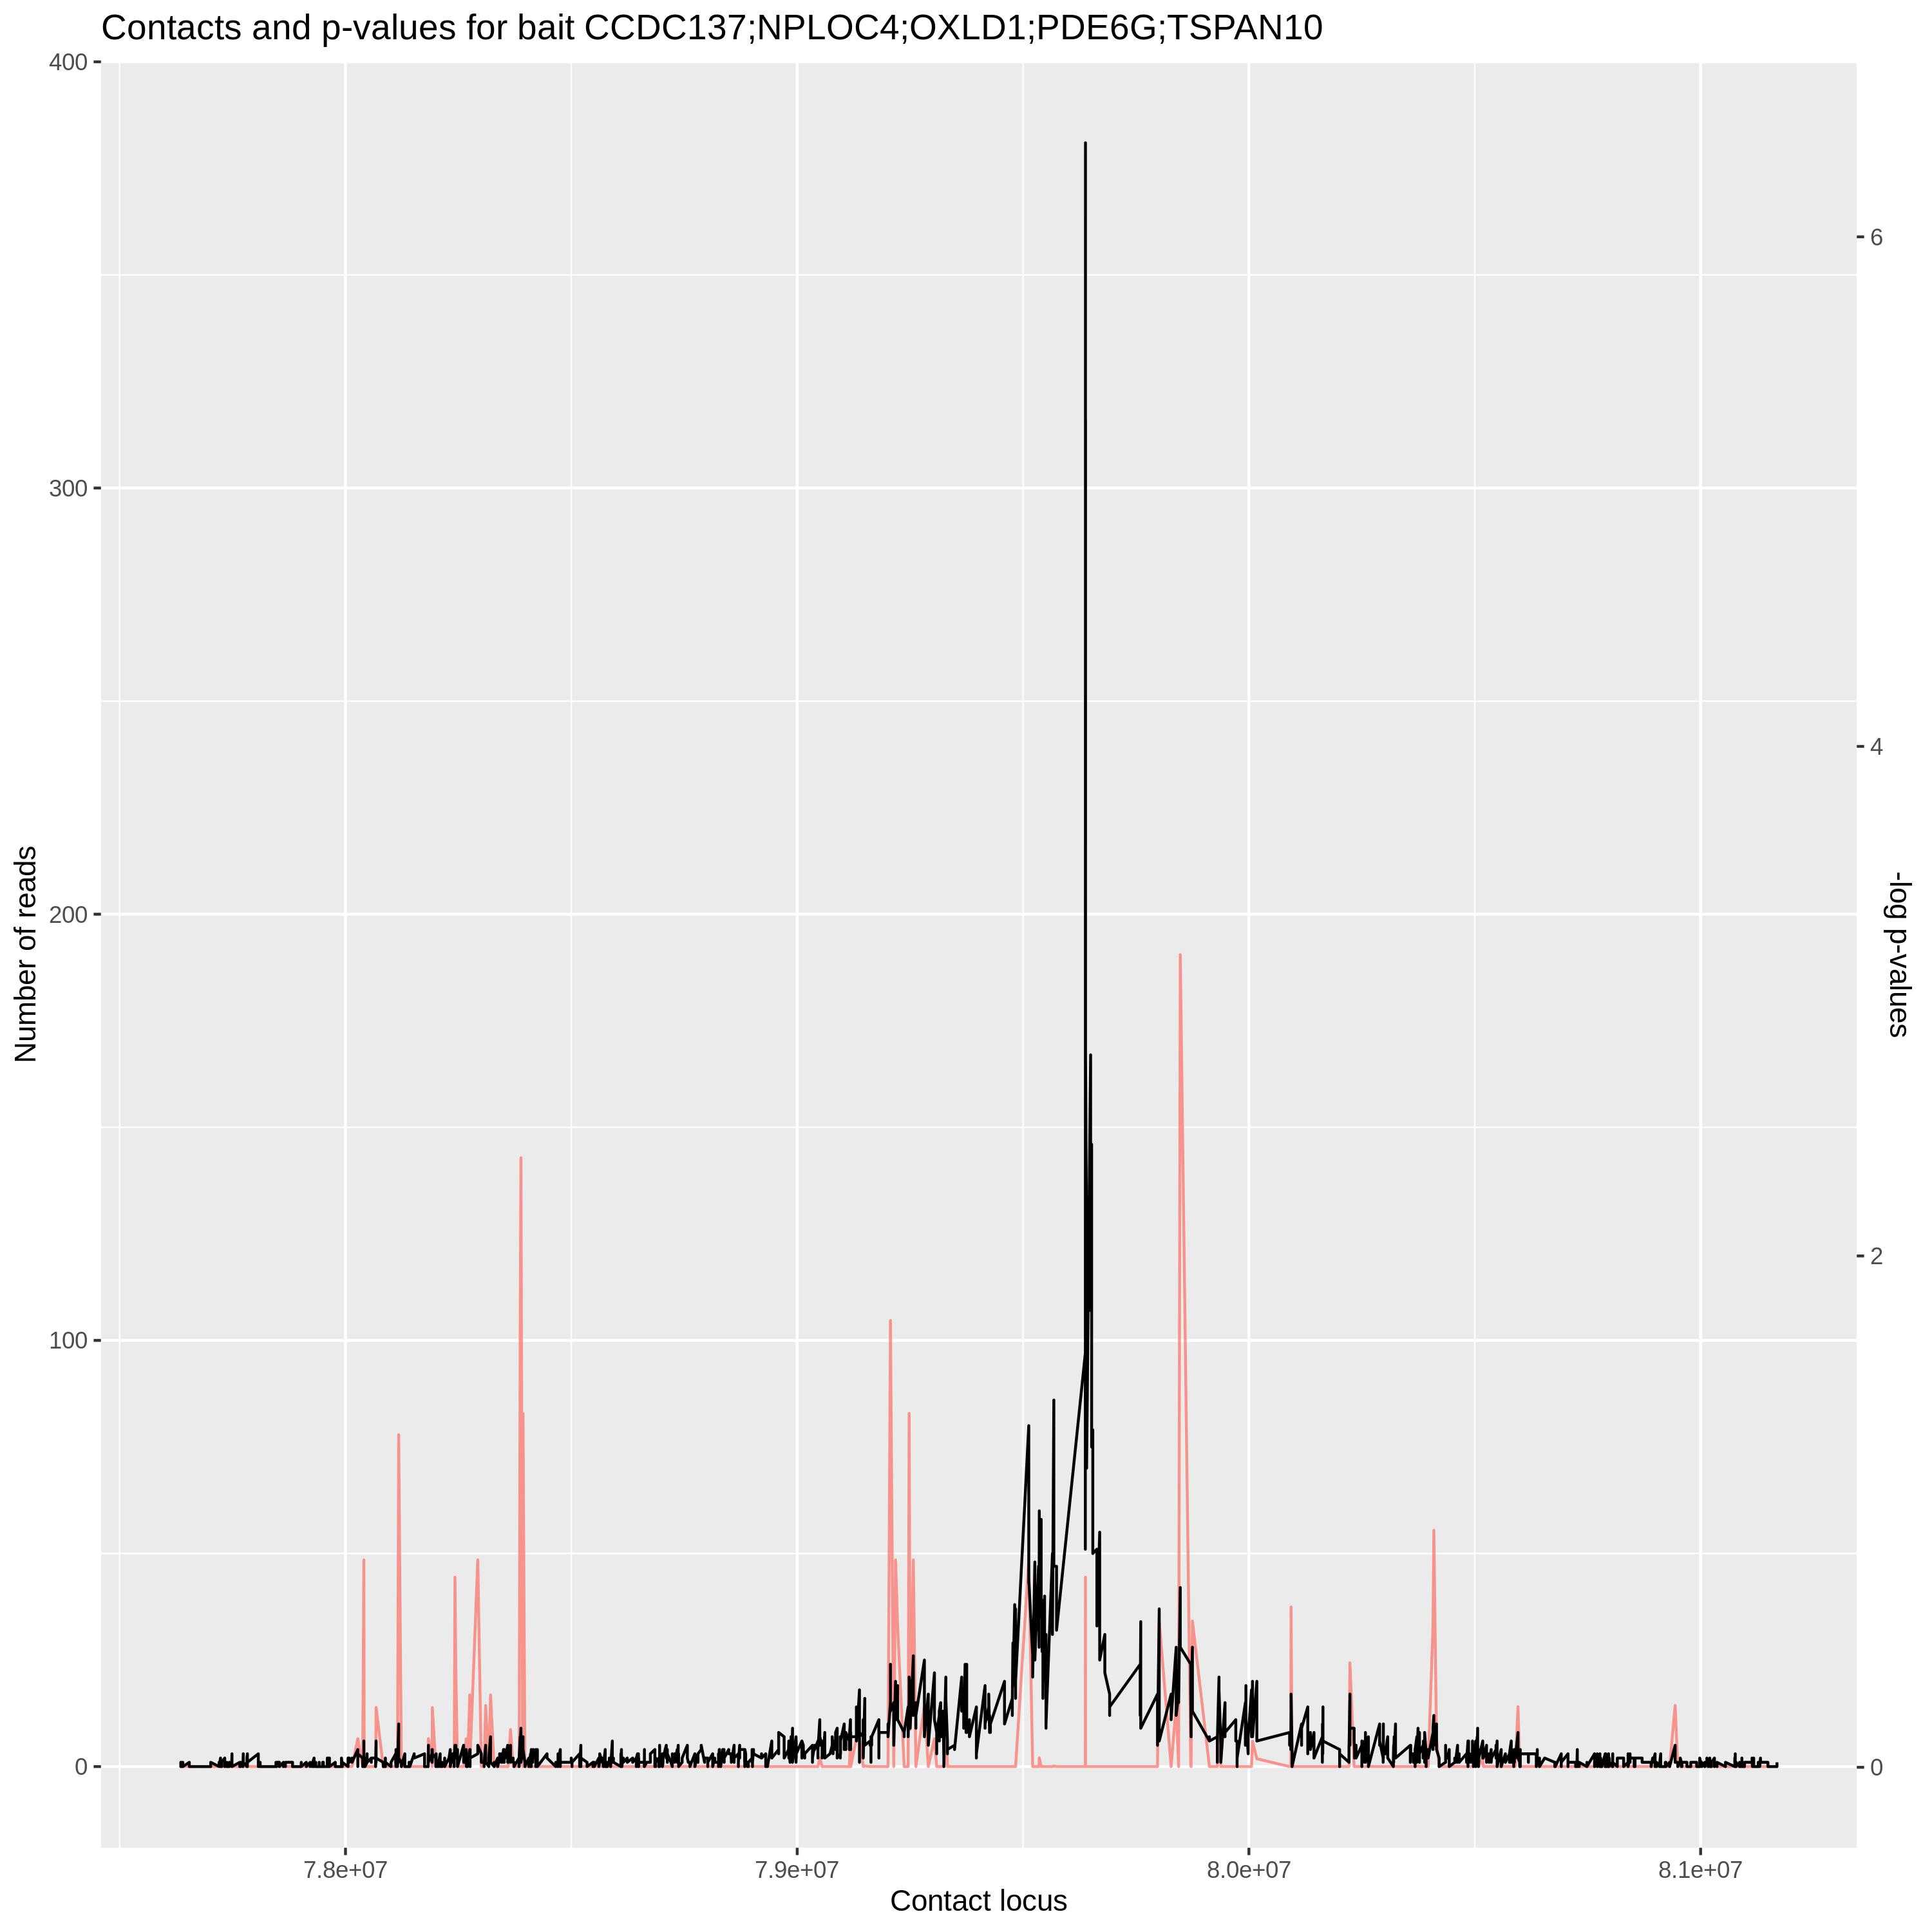 Contacts and p-values for bait CCDC137;NPLOC4;OXLD1;PDE6G;TSPAN10
400
300
200
100
0
Number of reads
6
4
2
0
-log p-values
7.8e+07
7.9e+07
8.0e+07
8.1e+07
Contact locus